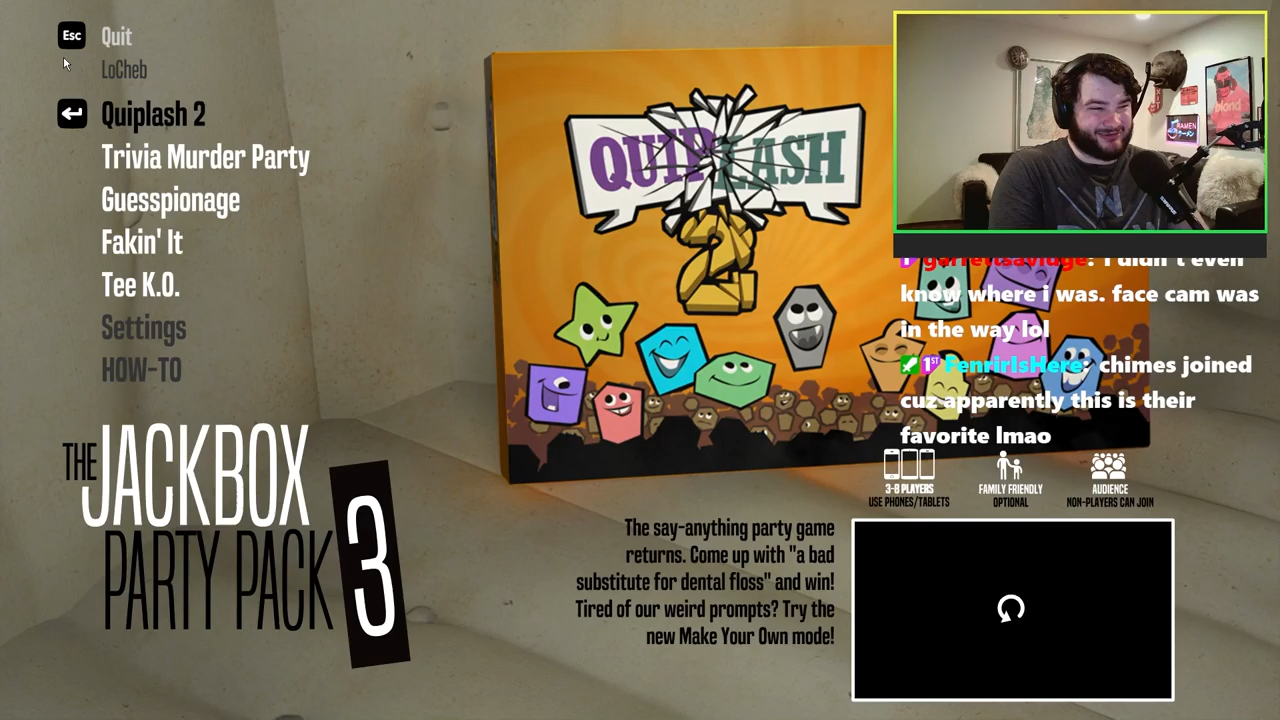 Esc Quit
LoCheb
Quiplash 2
Trivia Murder Party
Guesspionage
Fakin' It
Tee K.O.
Settings
HOW-TO
THE JACKBOX
PARTY PACK 3
QUIPLASH
2
RAMEN
blond
garrettsavidge: I didn't even
know where i was. face cam was
in the way lol
1ST FenrirIsHere: chimes joined
cuz apparently this is their
favorite lmao
3-8 PLAYERS
USE PHONES/TABLETS
FAMILY FRIENDLY
OPTIONAL
AUDIENCE
NON-PLAYERS CAN JOIN
The say-anything party game
returns. Come up with "a bad
substitute for dental floss" and win!
Tired of our weird prompts? Try the
new Make Your Own mode!